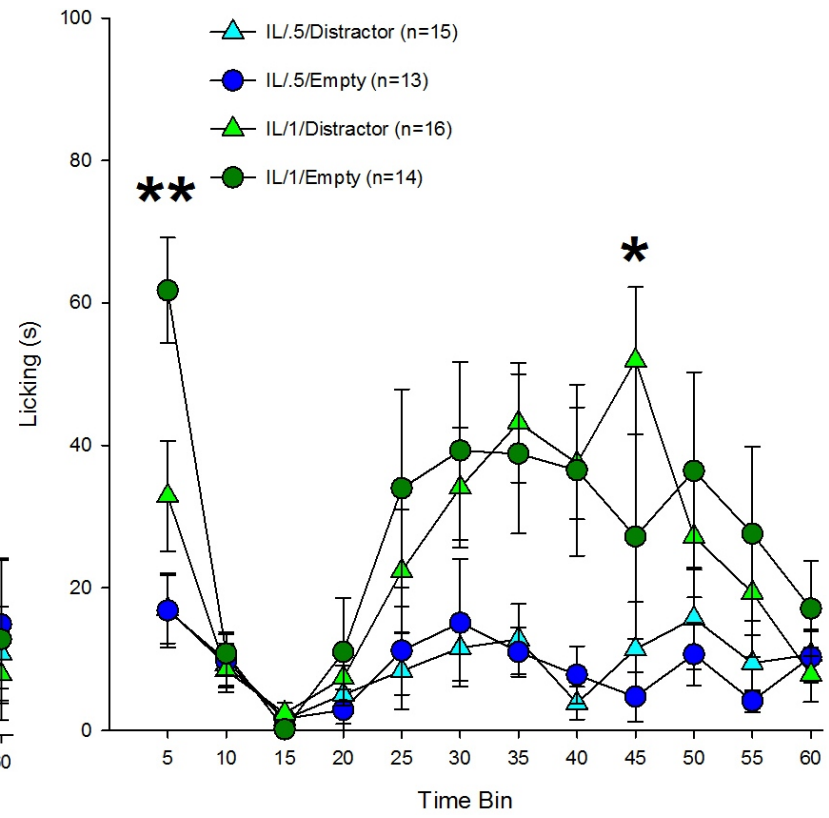 100
80
60
40
20
0
Licking (s)
IL/.5/Distractor (n=15)
IL/.5/Empty (n=13)
IL/1/Distractor (n=16)
IL/1/Empty (n=14)
**
*
5 10 15 20 25 30 35 40 45 50 55 60
Time Bin